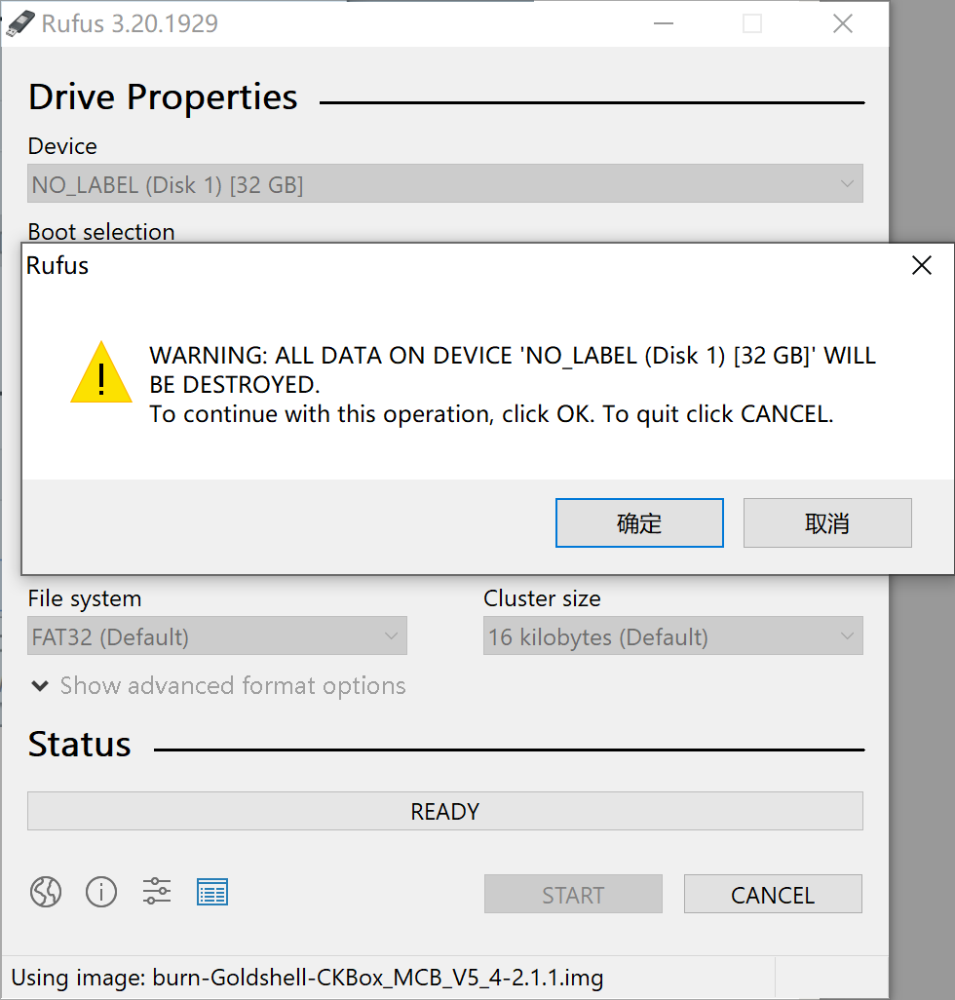 Rufus 3.20.1929
Drive Properties
Device
NO_LABEL (Disk 1) [32 GB]
Boot selection
Rufus
WARNING: ALL DATA ON DEVICE 'NO_LABEL (Disk 1) [32 GB]' WILL
BE DESTROYED.
To continue with this operation, click OK. To quit click CANCEL.
确定
取消
File system
Cluster size
FAT32 (Default)
16 kilobytes (Default)
Show advanced format options
Status
READY
START
CANCEL
Using image: burn-Goldshell-CKBox_MCB_V5_4-2.1.1.img